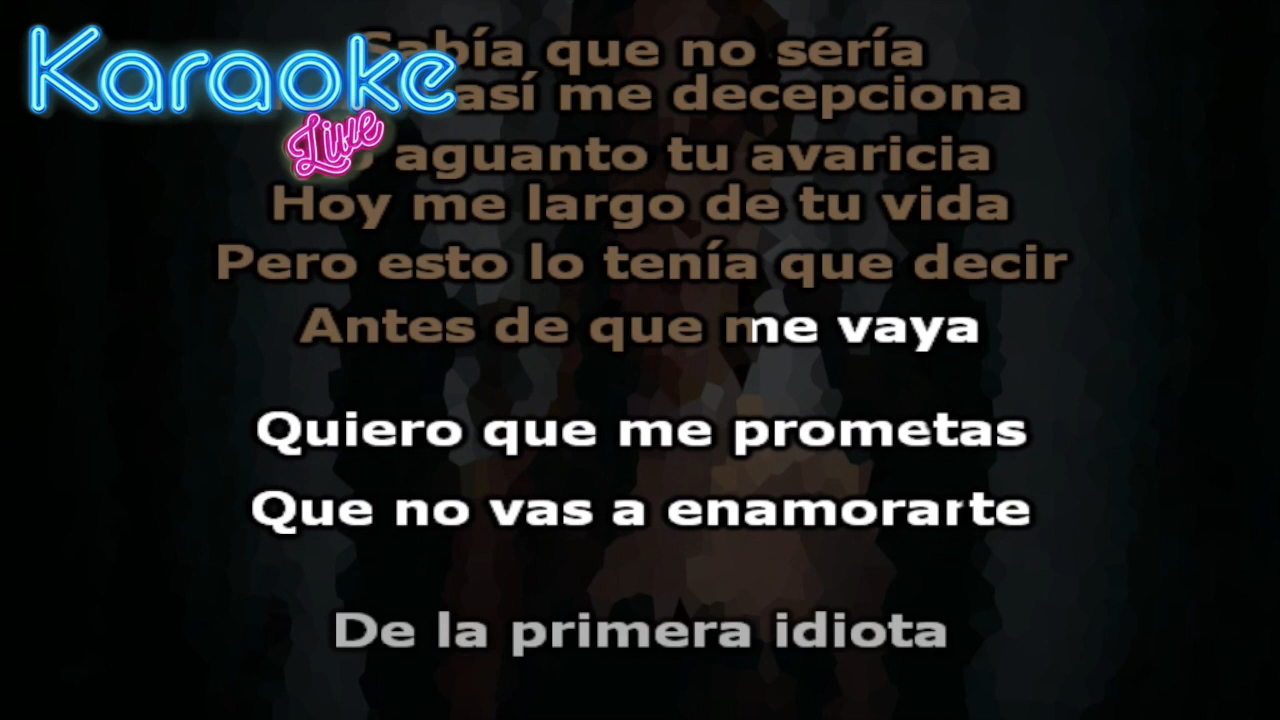 Karaoke
Live
Sabía que no sería
así me decepciona
aguanto tu avaricia
Hoy me largo de tu vida
Pero esto lo tenía que decir
Antes de que me vaya
Quiero que me prometas
Que no vas a enamorarte
De la primera idiota